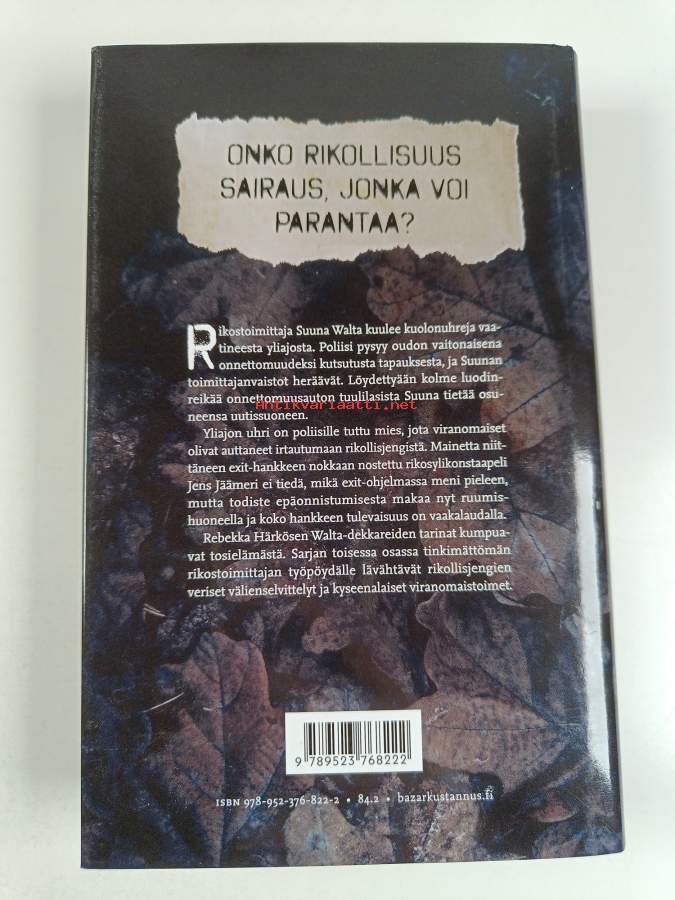 ONKO RIKOLLISUUS
SAIRAUS, JONKA VOI
PARANTAA?
Rikostoimittaja Suuna Walta kuulee kuolonuhreja vaa-
tineesta yliajosta. Poliisi pysyy oudon vaitonaisena
onnettomuudeksi kutsutusta tapauksesta, ja Suunan
toimittajanvaistot heräävät. Löydettyään kolme luodin-
reikää onnettomuusauton tuulilasista Suuna tietää osu-
neensa uutissuoneen.
Antikvariaatti.net
Yliajon uhri on poliisille tuttu mies, jota viranomaiset
olivat auttaneet irtautumaan rikollisjengistä. Mainetta niit-
täneen exit-hankkeen nokkaan nostettu rikosylikonstaapeli
Jens Jäämeri ei tiedä, mikä exit-ohjelmassa meni pieleen,
mutta todiste epäonnistumisesta makaa nyt ruumis-
huoneella ja koko hankkeen tulevaisuus on vaakalaudalla.
Rebekka Härkösen Walta-dekkareiden tarinat kumpua-
vat tosielämästä. Sarjan toisessa osassa tinkimättömän
rikostoimittajan työpöydälle lävähtävät rikollisjengien
veriset välienselvittelyt ja kyseenalaiset viranomaistoimet.
9 789523 768222
ISBN 978-952-376-822-2 • 84.2 • bazarkustannus.fi